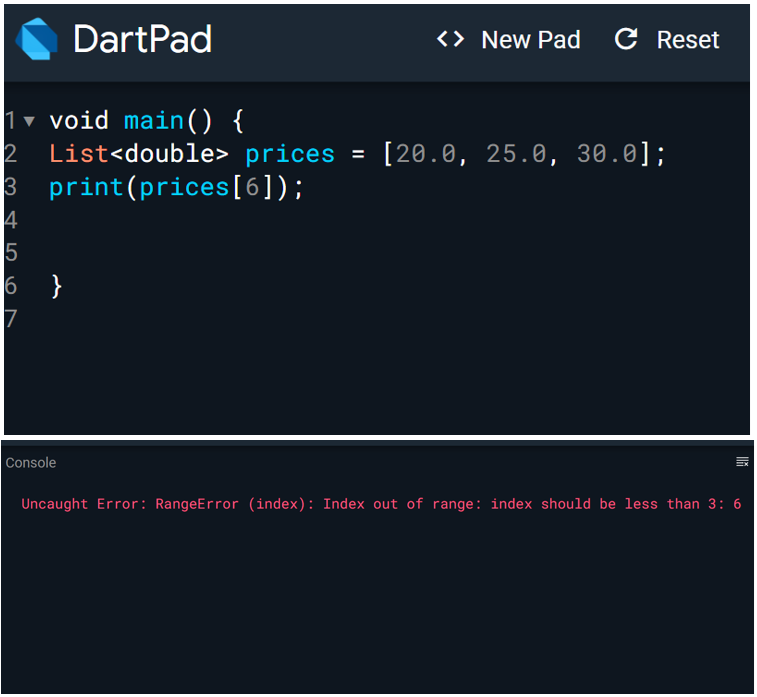 DartPad
<> New Pad
Reset
1 void main() {
2 List<double> prices = [20.0, 25.0, 30.0];
3 print(prices[6]);
4
5
6 }
7
Console
Uncaught Error: RangeError (index): Index out of range: index should be less than 3: 6